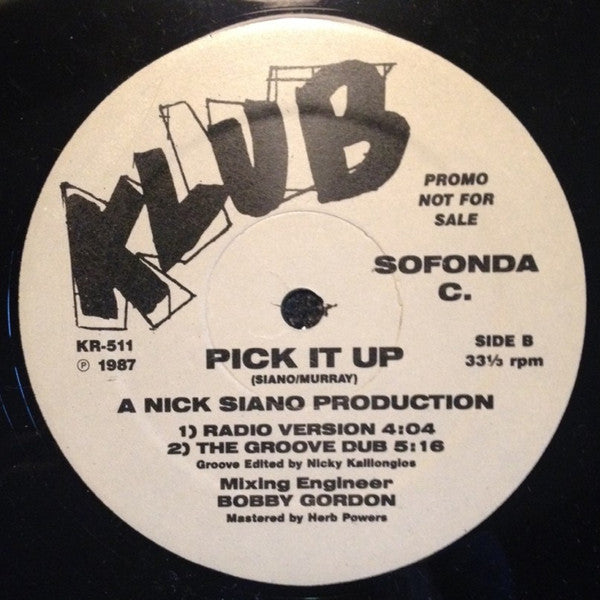 KLUB
PROMO
NOT FOR
SALE
SOFONDA
C.
KR-511
℗ 1987
SIDE B
33⅓ rpm
PICK IT UP
(SIANO/MURRAY)
A NICK SIANO PRODUCTION
1) RADIO VERSION 4:04
2) THE GROOVE DUB 5:16
Groove Edited by Nicky Kalliongios
Mixing Engineer
BOBBY GORDON
Mastered by Herb Powers